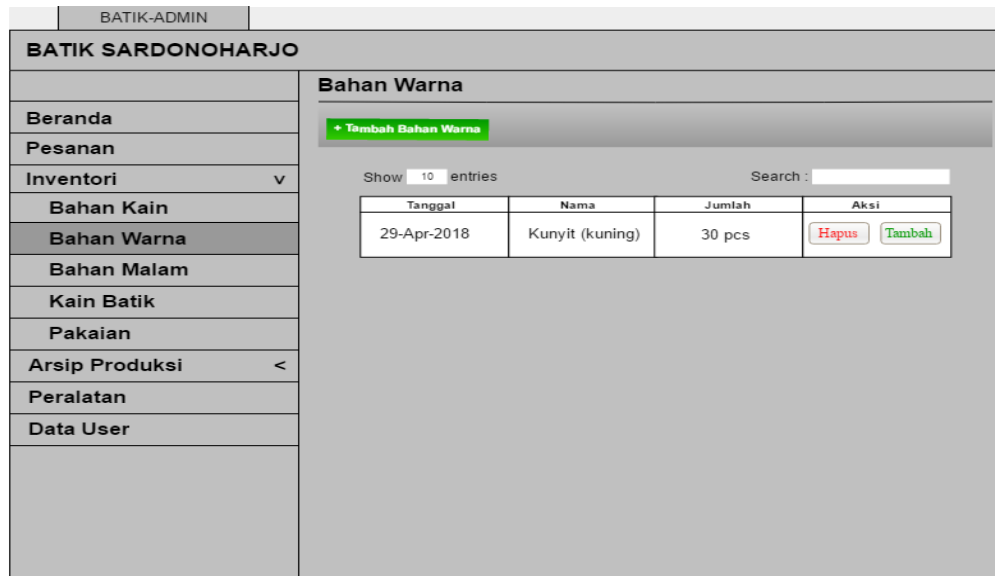 BATIK-ADMIN
BATIK SARDONOHARJO
Bahan Warna
Beranda
+ Tambah Bahan Warna
Pesanan
Inventori v
Show 10 entries Search :
Bahan Kain
Tanggal Nama Jumlah Aksi
Bahan Warna
29-Apr-2018 Kunyit (kuning) 30 pcs Hapus Tambah
Bahan Malam
Kain Batik
Pakaian
Arsip Produksi <
Peralatan
Data User